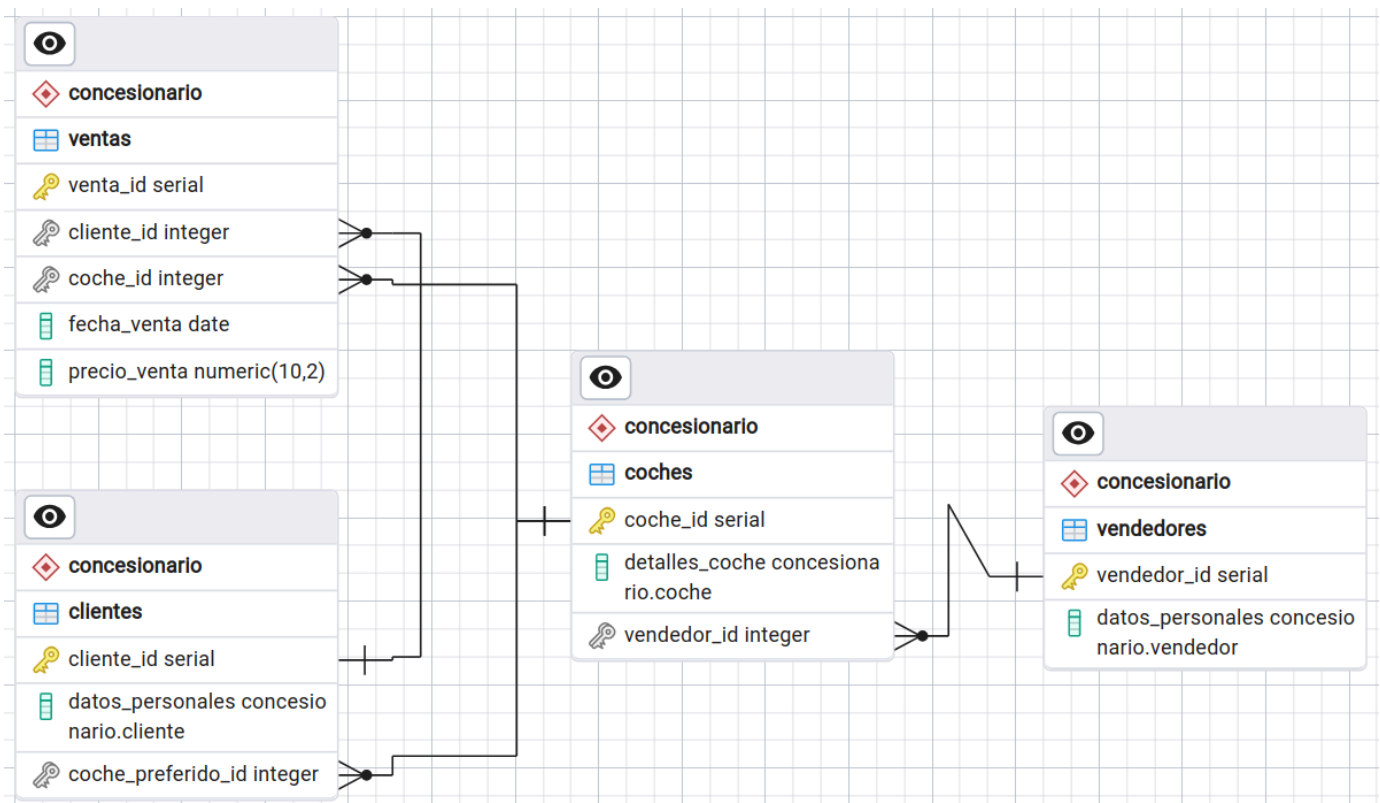 concesionario
ventas
venta_id serial
cliente_id integer
coche_id integer
fecha_venta date
precio_venta numeric(10,2)
concesionario
clientes
cliente_id serial
datos_personales concesio
nario.cliente
coche_preferido_id integer
concesionario
coches
coche_id serial
detalles_coche concesiona
rio.coche
vendedor_id integer
concesionario
vendedores
vendedor_id serial
datos_personales concesio
nario.vendedor